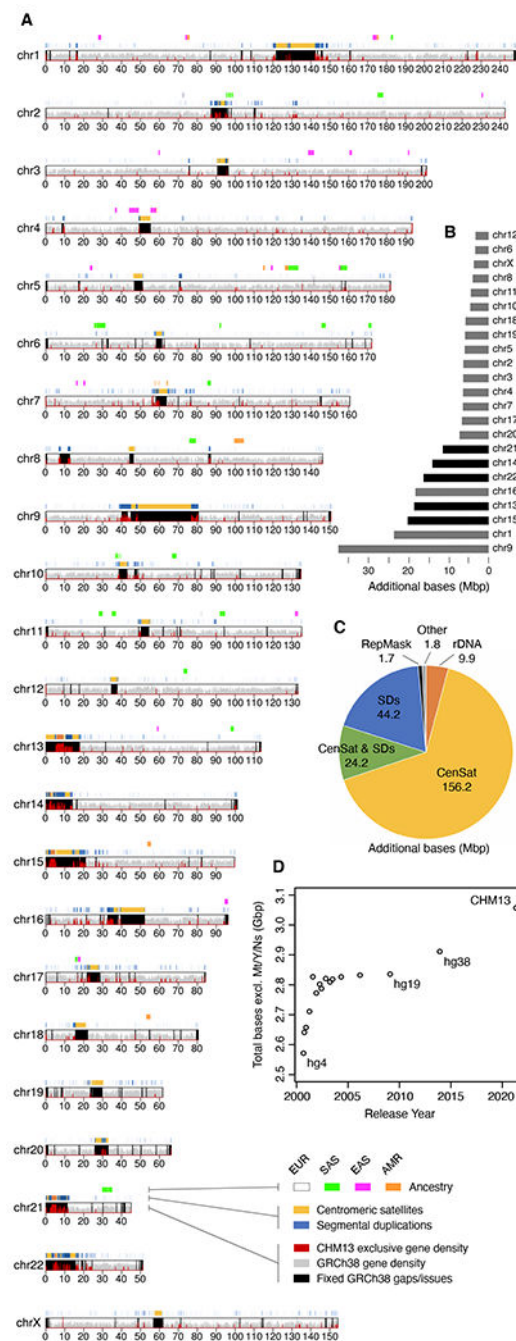 A
chr1
0 10 20 30 40 50 60 70 80 90 100 110 120 130 140 150 160 170 180 190 200 210 220 230 240
chr2
0 10 20 30 40 50 60 70 80 90 100 110 120 130 140 150 160 170 180 190 200 210 220 230 240
chr3
0 10 20 30 40 50 60 70 80 90 100 110 120 130 140 150 160 170 180 190 200
chr4
0 10 20 30 40 50 60 70 80 90 100 110 120 130 140 150 160 170 180 190
chr5
0 10 20 30 40 50 60 70 80 90 100 110 120 130 140 150 160 170 180
chr6
0 10 20 30 40 50 60 70 80 90 100 110 120 130 140 150 160 170
chr7
0 10 20 30 40 50 60 70 80 90 100 110 120 130 140 150 160
chr8
0 10 20 30 40 50 60 70 80 90 100 110 120 130 140
chr9
0 10 20 30 40 50 60 70 80 90 100 110 120 130 140 150
chr10
0 10 20 30 40 50 60 70 80 90 100 110 120 130
chr11
0 10 20 30 40 50 60 70 80 90 100 110 120 130
chr12
0 10 20 30 40 50 60 70 80 90 100 110 120 130
chr13
0 10 20 30 40 50 60 70 80 90 100 110
chr14
0 10 20 30 40 50 60 70 80 90 100
chr15
0 10 20 30 40 50 60 70 80 90
chr16
0 10 20 30 40 50 60 70 80 90
chr17
0 10 20 30 40 50 60 70 80
chr18
0 10 20 30 40 50 60 70 80
chr19
0 10 20 30 40 50 60
chr20
0 10 20 30 40 50 60
chr21
0 10 20 30 40
chr22
0 10 20 30 40 50
chrX
0 10 20 30 40 50 60 70 80 90 100 110 120 130 140 150
EUR
SAS
EAS
AMR
Ancestry
Centromeric satellites
Segmental duplications
CHM13 exclusive gene density
GRCh38 gene density
Fixed GRCh38 gaps/issues
B
chr12
chr6
chrX
chr8
chr11
chr10
chr18
chr19
chr5
chr2
chr3
chr4
chr7
chr17
chr20
chr21
chr14
chr22
chr16
chr13
chr15
chr1
chr9
35 30 25 20 15 10 5 0
Additional bases (Mbp)
C
Other
1.8
RepMask
1.7
rDNA
9.9
SDs
44.2
CenSat & SDs
24.2
CenSat
156.2
Additional bases (Mbp)
D
Total bases excl. Mt/Y/Ns (Gbp)
3.1
3.0
2.9
2.8
2.7
2.6
2.5
CHM13
hg38
hg19
hg4
2000 2005 2010 2015 2020
Release Year